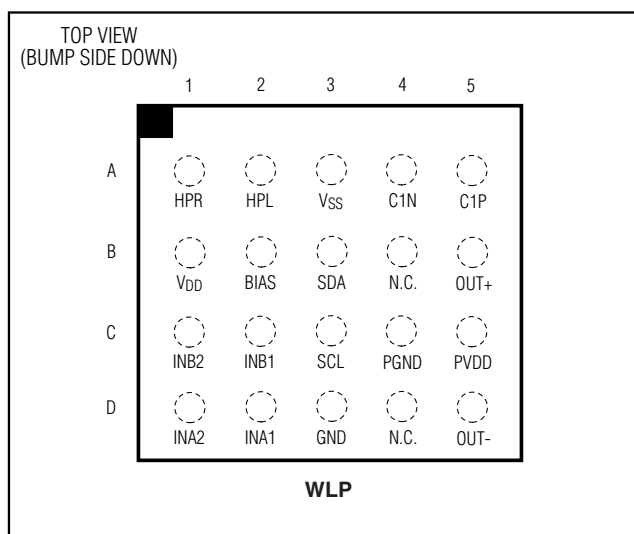 TOP VIEW
(BUMP SIDE DOWN)
1 2 3 4 5
A
HPR HPL VSS C1N C1P
B
VDD BIAS SDA N.C. OUT+
C
INB2 INB1 SCL PGND PVDD
D
INA2 INA1 GND N.C. OUT-
WLP